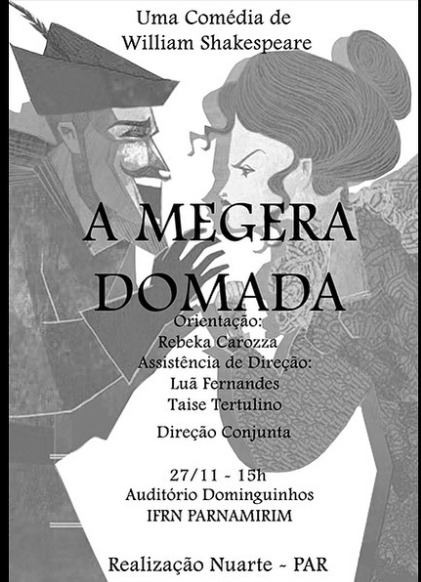 Uma Comédia de
William Shakespeare
A MEGERA
DOMADA
Orientação:
Rebeka Carozza
Assistência de Direção:
Luã Fernandes
Taise Tertulino
Direção Conjunta
27/11 - 15h
Auditório Dominguinhos
IFRN PARNAMIRIM
Realização Nuarte - PAR